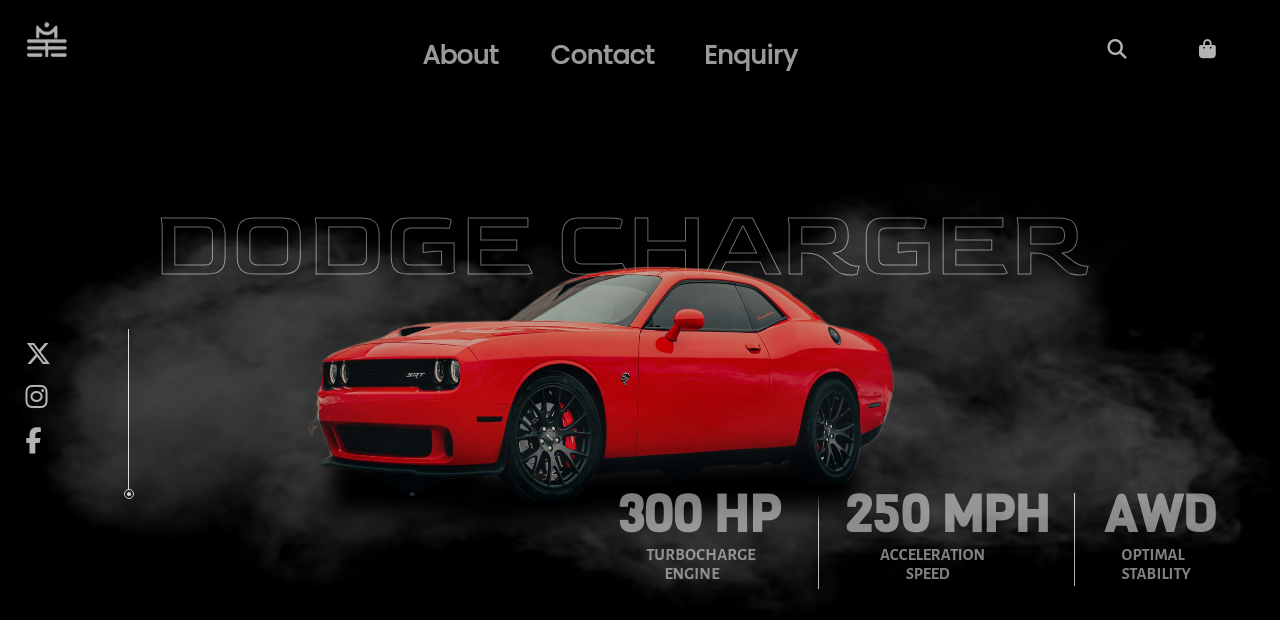 About Contact Enquiry
DODGE CHARGER
SRT
300 HP 250 MPH AWD
TURBOCHARGE ACCELERATION OPTIMAL
ENGINE SPEED STABILITY